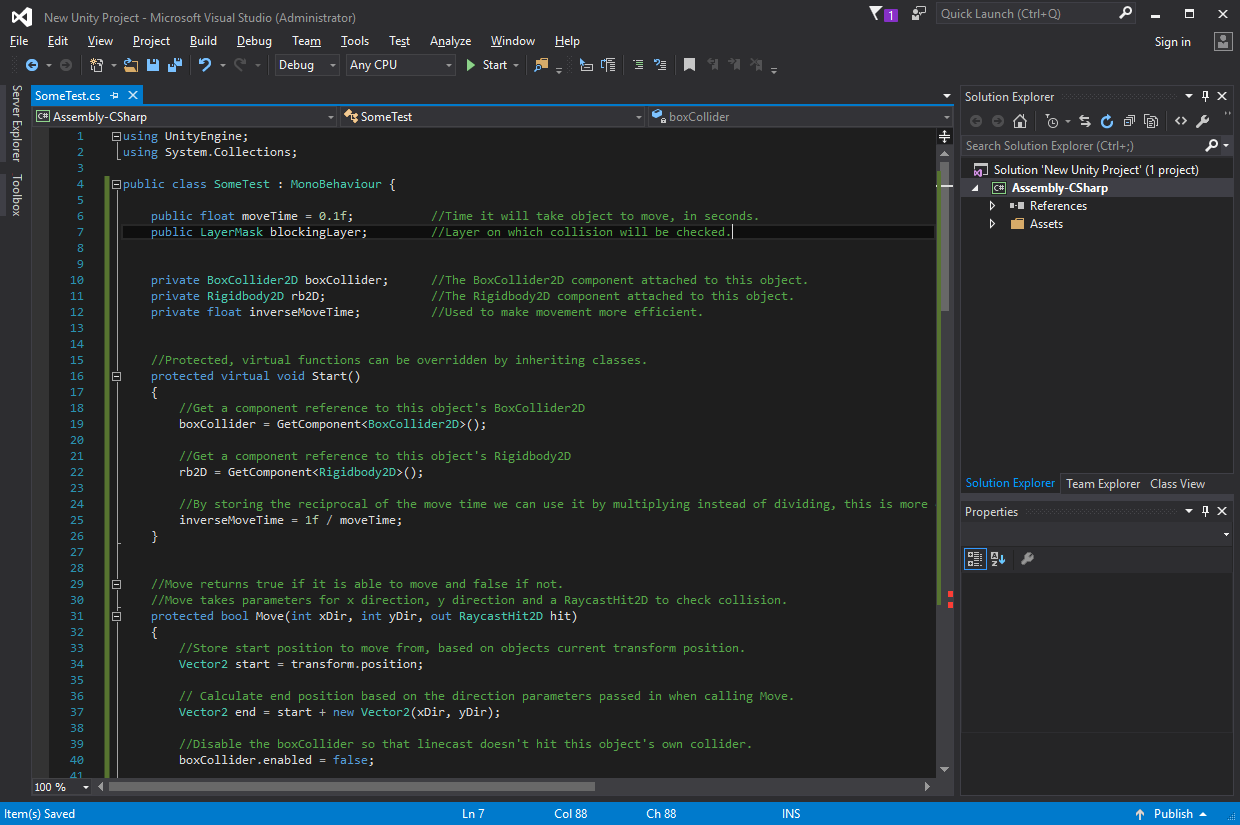 New Unity Project - Microsoft Visual Studio (Administrator)
1
Quick Launch (Ctrl+Q)
File Edit View Project Build Debug Team Tools Test Analyze Window Help
Sign in
Debug
Any CPU
Start
Server Explorer
Toolbox
SomeTest.cs
Assembly-CSharp
SomeTest
boxCollider
1 using UnityEngine;
2 using System.Collections;
3
4 public class SomeTest : MonoBehaviour {
5
6 public float moveTime = 0.1f; //Time it will take object to move, in seconds.
7 public LayerMask blockingLayer; //Layer on which collision will be checked.
8
9
10 private BoxCollider2D boxCollider; //The BoxCollider2D component attached to this object.
11 private Rigidbody2D rb2D; //The Rigidbody2D component attached to this object.
12 private float inverseMoveTime; //Used to make movement more efficient.
13
14
15 //Protected, virtual functions can be overridden by inheriting classes.
16 protected virtual void Start()
17 {
18 //Get a component reference to this object's BoxCollider2D
19 boxCollider = GetComponent<BoxCollider2D>();
20
21 //Get a component reference to this object's Rigidbody2D
22 rb2D = GetComponent<Rigidbody2D>();
23
24 //By storing the reciprocal of the move time we can use it by multiplying instead of dividing, this is more
25 inverseMoveTime = 1f / moveTime;
26 }
27
28
29 //Move returns true if it is able to move and false if not.
30 //Move takes parameters for x direction, y direction and a RaycastHit2D to check collision.
31 protected bool Move(int xDir, int yDir, out RaycastHit2D hit)
32 {
33 //Store start position to move from, based on objects current transform position.
34 Vector2 start = transform.position;
35
36 // Calculate end position based on the direction parameters passed in when calling Move.
37 Vector2 end = start + new Vector2(xDir, yDir);
38
39 //Disable the boxCollider so that linecast doesn't hit this object's own collider.
40 boxCollider.enabled = false;
41
100 %
Solution Explorer
Search Solution Explorer (Ctrl+;)
Solution 'New Unity Project' (1 project)
C# Assembly-CSharp
References
Assets
Solution Explorer Team Explorer Class View
Properties
Item(s) Saved
Ln 7
Col 88
Ch 88
INS
Publish